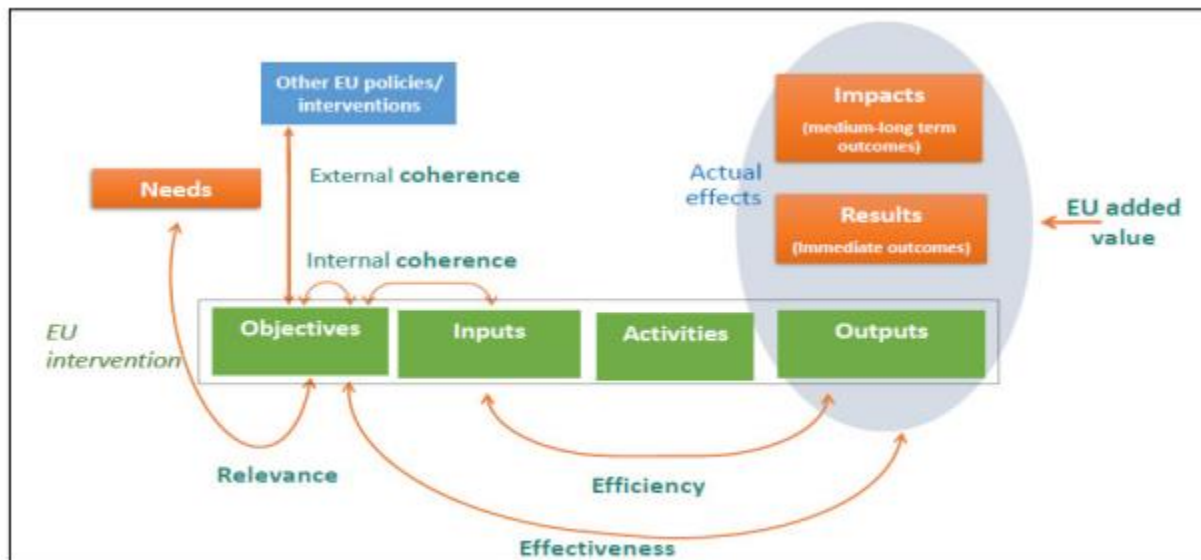 Other EU policies/
interventions
Impacts
(medium-long term
outcomes)
Needs
External coherence
Actual
effects
Results
(Immediate outcomes)
EU added
value
Internal coherence
EU
intervention
Objectives
Inputs
Activities
Outputs
Relevance
Efficiency
Effectiveness